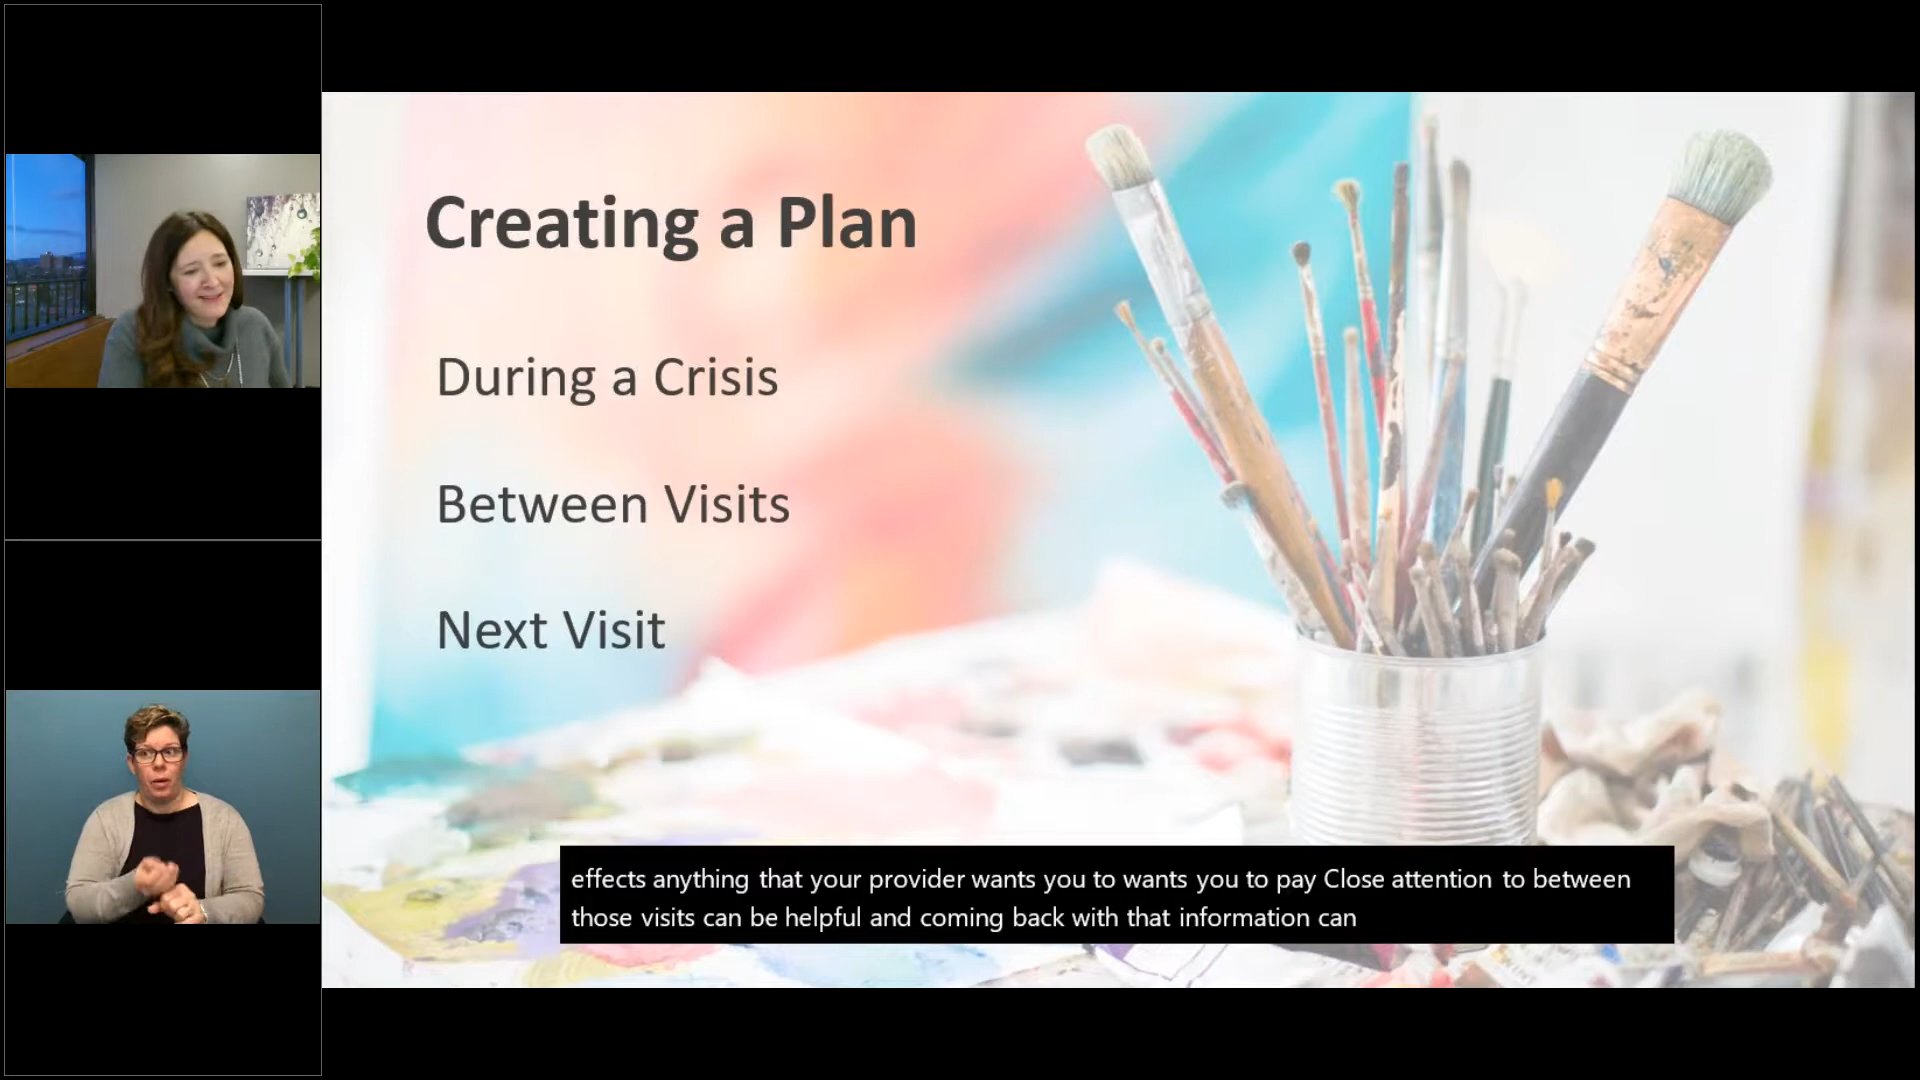 Creating a Plan
During a Crisis
Between Visits
Next Visit
effects anything that your provider wants you to wants you to pay Close attention to between
those visits can be helpful and coming back with that information can